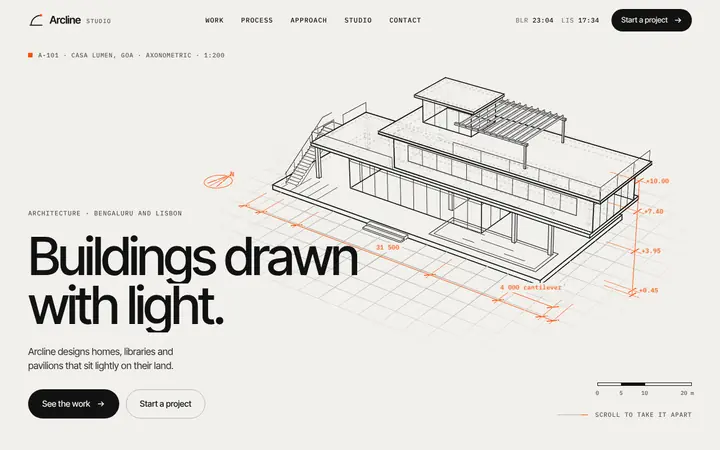 Arcline STUDIO
WORK PROCESS APPROACH STUDIO CONTACT
BLR 23:04 LIS 17:34
Start a project →
A-101 · CASA LUMEN, GOA · AXONOMETRIC · 1:200
N
+10.00
+7.40
+3.95
+0.45
31 500
4 000 cantilever
ARCHITECTURE · BENGALURU AND LISBON
Buildings drawn
with light.
Arcline designs homes, libraries and
pavilions that sit lightly on their land.
See the work →
Start a project
0 5 10 20 m
SCROLL TO TAKE IT APART